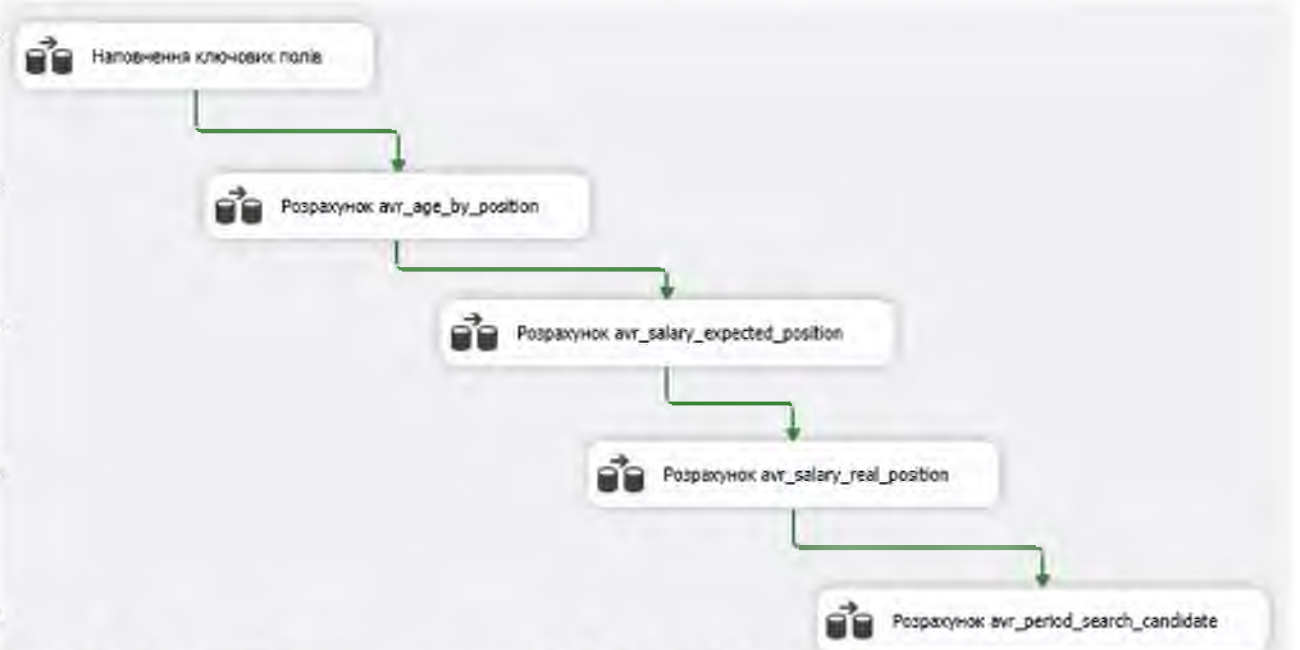 Наповнення ключових полів
Розрахунок avr_age_by_position
Розрахунок avr_salary_expected_position
Розрахунок avr_salary_real_position
Розрахунок avr_period_search_candidate